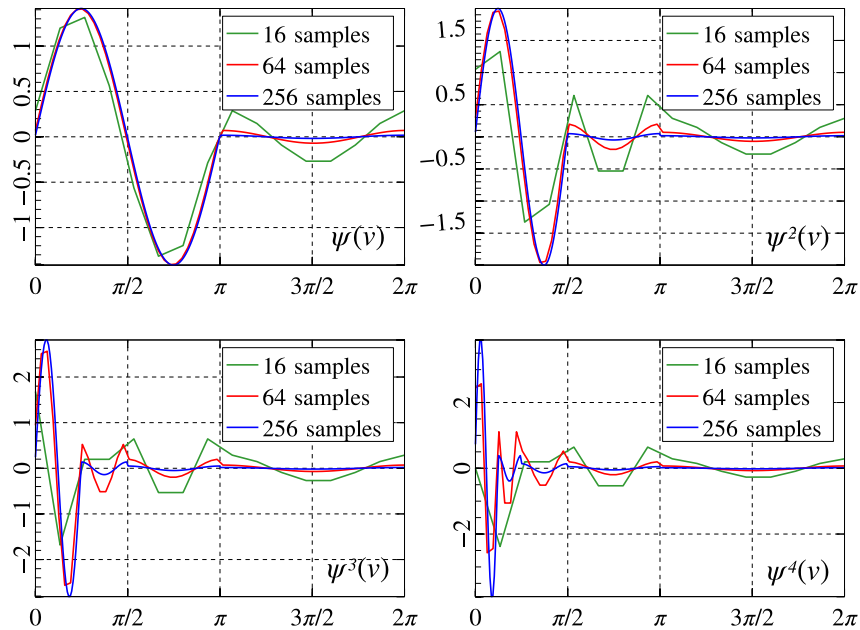 16 samples
64 samples
256 samples
1
0.5
0
−0.5
−1
ψ(v)
0 π/2 π 3π/2 2π
16 samples
64 samples
256 samples
1.5
0.5
−0.5
−1.5
ψ²(v)
0 π/2 π 3π/2 2π
16 samples
64 samples
256 samples
2
1
0
−1
−2
ψ³(v)
0 π/2 π 3π/2 2π
16 samples
64 samples
256 samples
2
0
−2
ψ⁴(v)
0 π/2 π 3π/2 2π